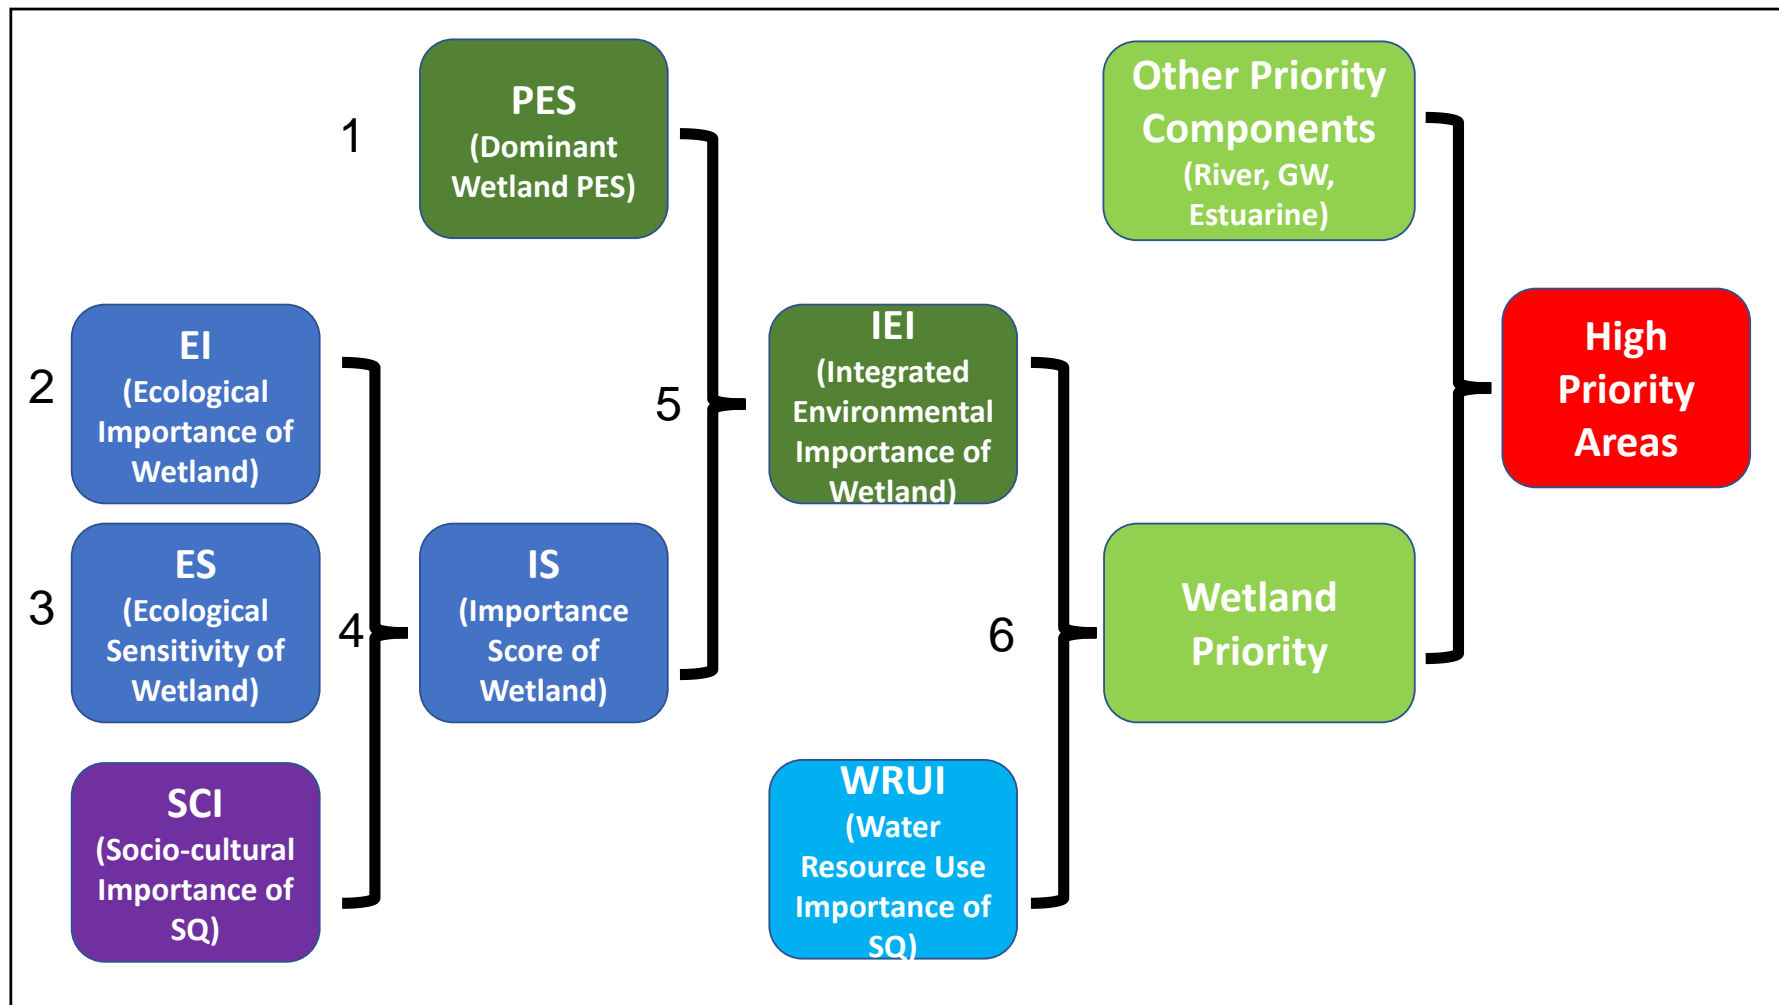 1
PES
(Dominant
Wetland PES)
Other Priority
Components
(River, GW,
Estuarine)
2
EI
(Ecological
Importance of
Wetland)
5
IEI
(Integrated
Environmental
Importance of
Wetland)
High
Priority
Areas
3
ES
(Ecological
Sensitivity of
Wetland)
4
IS
(Importance
Score of
Wetland)
6
Wetland
Priority
SCI
(Socio-cultural
Importance of
SQ)
WRUI
(Water
Resource Use
Importance of
SQ)